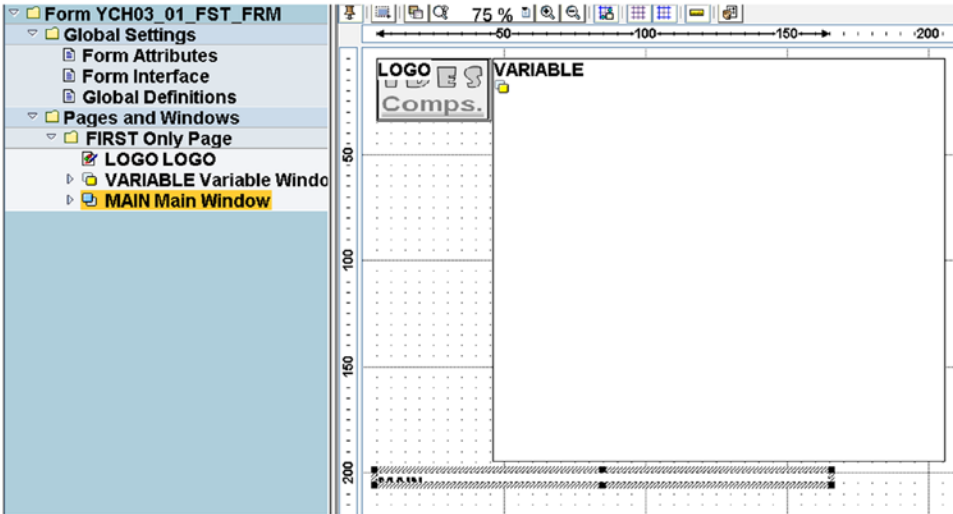 Form YCH03_01_FST_FRM
Global Settings
Form Attributes
Form Interface
Global Definitions
Pages and Windows
FIRST Only Page
LOGO LOGO
VARIABLE Variable Windo
MAIN Main Window
75 %
50 100 150 200
LOGO
Comps.
VARIABLE
50
100
150
200
MAIN